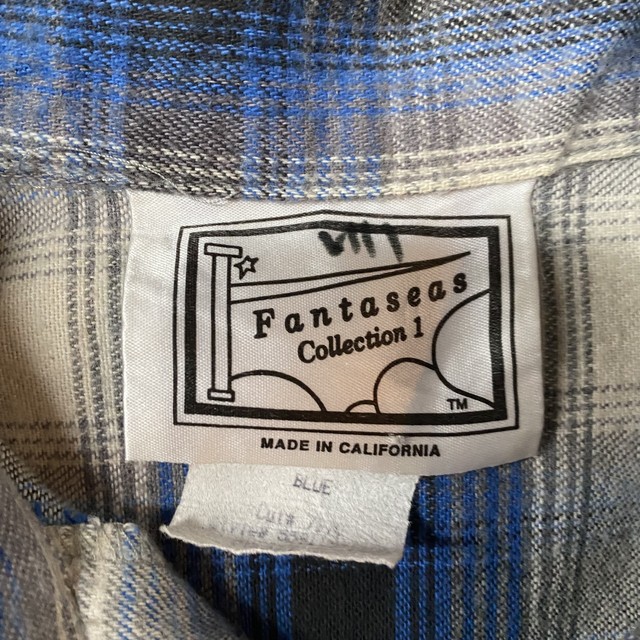 Fantaseas
Collection 1
TM
MADE IN CALIFORNIA
BLUE